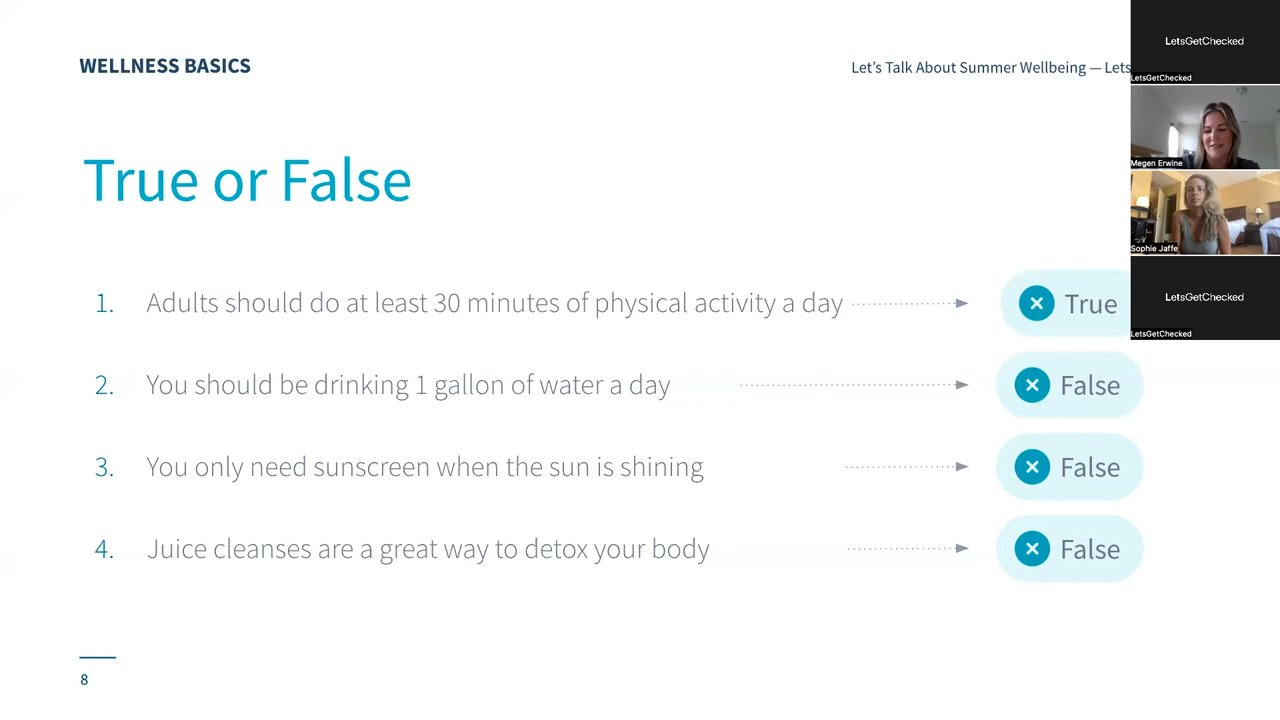 WELLNESS BASICS
Let's Talk About Summer Wellbeing — Lets
LetsGetChecked
LetsGetChecked
Megen Erwine
Sophie Jaffe
LetsGetChecked
LetsGetChecked
True or False
1. Adults should do at least 30 minutes of physical activity a day True
2. You should be drinking 1 gallon of water a day False
3. You only need sunscreen when the sun is shining False
4. Juice cleanses are a great way to detox your body False
8